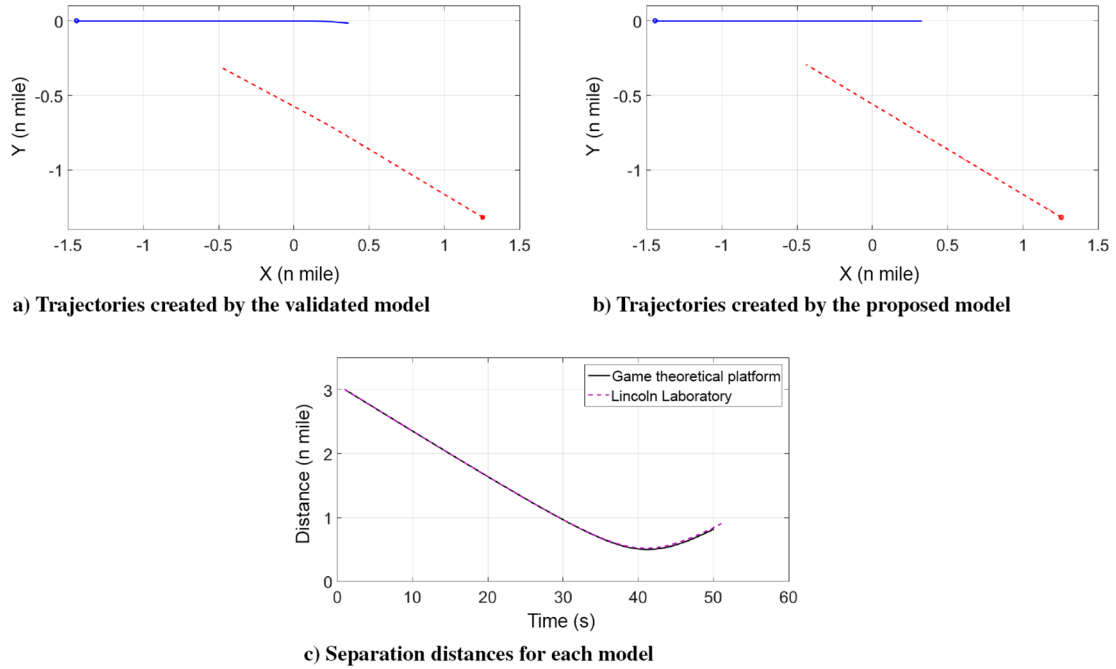 0
-0.5
-1
Y (n mile)
-1.5 -1 -0.5 0 0.5 1 1.5
X (n mile)
a) Trajectories created by the validated model
0
-0.5
-1
Y (n mile)
-1.5 -1 -0.5 0 0.5 1 1.5
X (n mile)
b) Trajectories created by the proposed model
3
2
1
0
Distance (n mile)
Game theoretical platform
Lincoln Laboratory
0 10 20 30 40 50 60
Time (s)
c) Separation distances for each model